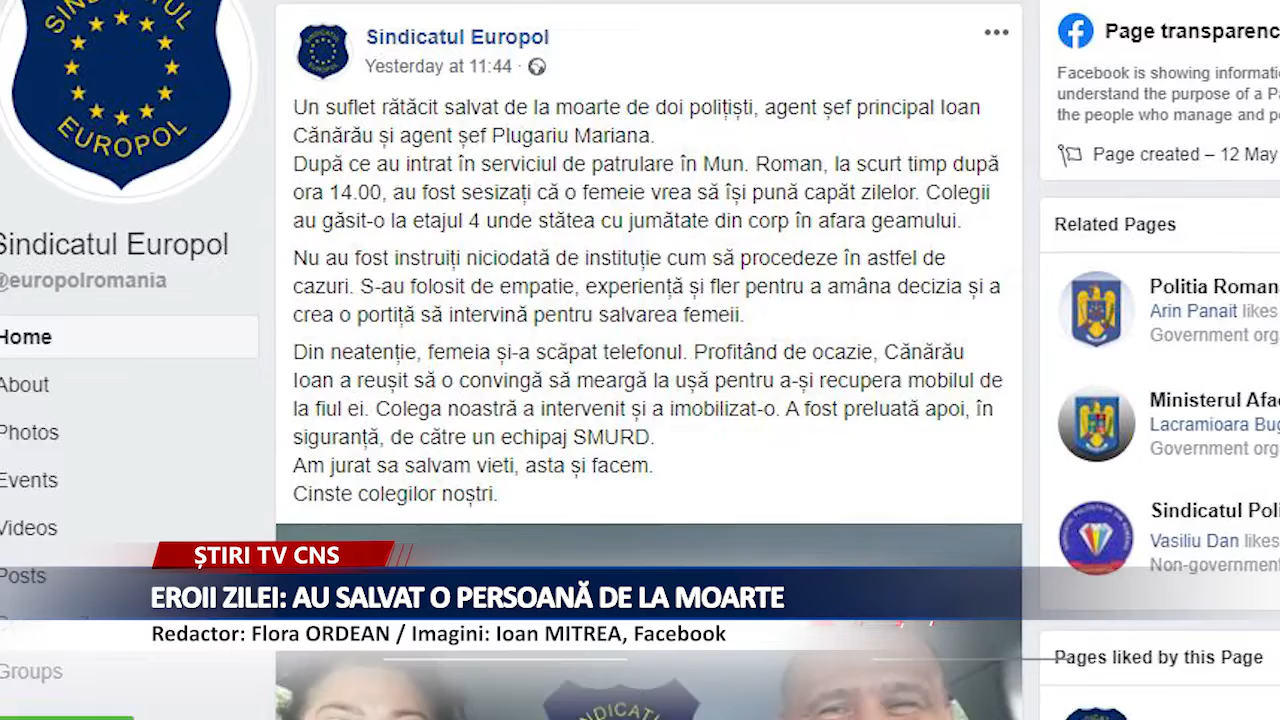 SINDICATUL
EUROPOL
Sindicatul Europol
@europolromania
Home
About
Photos
Events
Videos
Posts
Groups
Sindicatul Europol
Yesterday at 11:44 ·
Un suflet rătăcit salvat de la moarte de doi polițiști, agent șef principal Ioan
Cănărău și agent șef Plugariu Mariana.
După ce au intrat în serviciul de patrulare în Mun. Roman, la scurt timp după
ora 14.00, au fost sesizați că o femeie vrea să își pună capăt zilelor. Colegii
au găsit-o la etajul 4 unde stătea cu jumătate din corp în afara geamului.
Nu au fost instruiți niciodată de instituție cum să procedeze în astfel de
cazuri. S-au folosit de empatie, experiență și fler pentru a amâna decizia și a
crea o portiță să intervină pentru salvarea femeii.
Din neatenție, femeia și-a scăpat telefonul. Profitând de ocazie, Cănărău
Ioan a reușit să o convingă să meargă la ușă pentru a-și recupera mobilul de
la fiul ei. Colega noastră a intervenit și a imobilizat-o. A fost preluată apoi, în
siguranță, de către un echipaj SMURD.
Am jurat sa salvam vieti, asta și facem.
Cinste colegilor noștri.
Page transparenc
Facebook is showing informati
understand the purpose of a Pa
the people who manage and po
Page created – 12 May
Related Pages
Politia Roman
Arin Panait likes
Government org
Ministerul Afac
Lacramioara Bug
Government org
Sindicatul Poli
Vasiliu Dan likes
Non-government
Pages liked by this Page
ȘTIRI TV CNS
EROII ZILEI: AU SALVAT O PERSOANĂ DE LA MOARTE
Redactor: Flora ORDEAN / Imagini: Ioan MITREA, Facebook